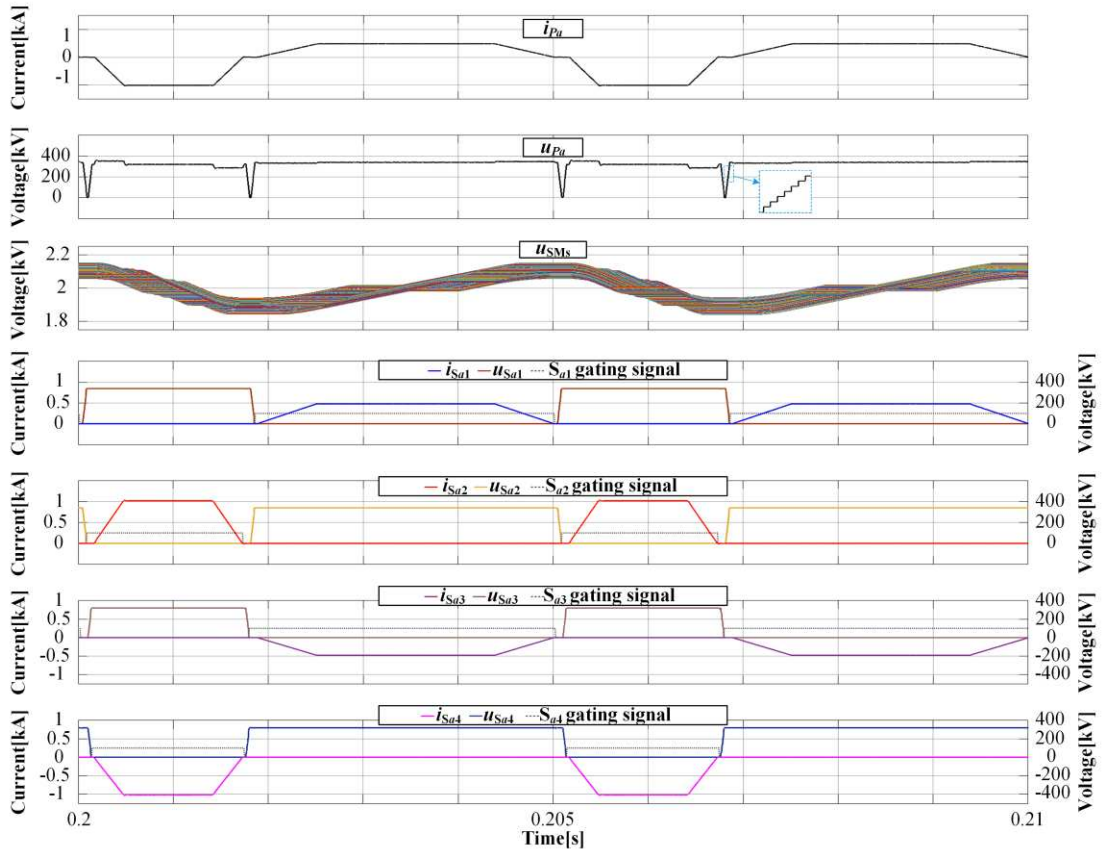 i_Pa
Current[kA]
1
0
-1
u_Pa
Voltage[kV]
400
200
0
u_SMs
Voltage[kV]
2.2
2
1.8
i_Sa1 u_Sa1 S_a1 gating signal
Current[kA]
1
0.5
0
400
200
0
Voltage[kV]
i_Sa2 u_Sa2 S_a2 gating signal
Current[kA]
1
0.5
0
400
200
0
Voltage[kV]
i_Sa3 u_Sa3 S_a3 gating signal
Current[kA]
1
0.5
0
-0.5
-1
400
200
0
-200
-400
Voltage[kV]
i_Sa4 u_Sa4 S_a4 gating signal
Current[kA]
1
0.5
0
-0.5
-1
400
200
0
-200
-400
Voltage[kV]
0.2 0.205 0.21
Time[s]